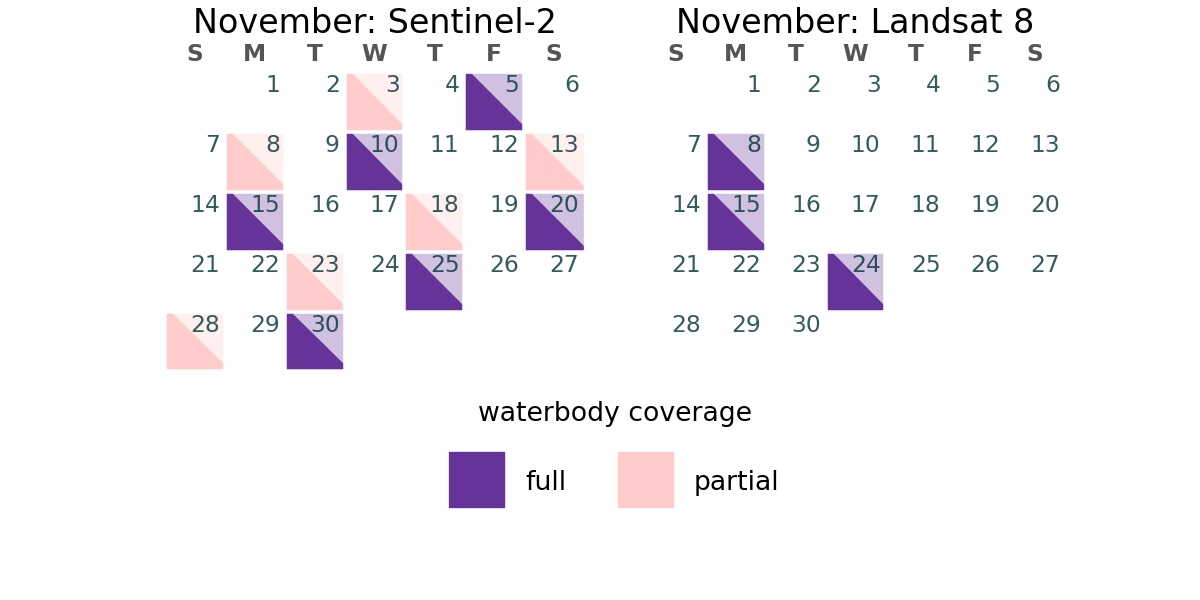 November: Sentinel-2
S M T W T F S
1 2 3 4 5 6
7 8 9 10 11 12 13
14 15 16 17 18 19 20
21 22 23 24 25 26 27
28 29 30
November: Landsat 8
S M T W T F S
1 2 3 4 5 6
7 8 9 10 11 12 13
14 15 16 17 18 19 20
21 22 23 24 25 26 27
28 29 30
waterbody coverage
full partial